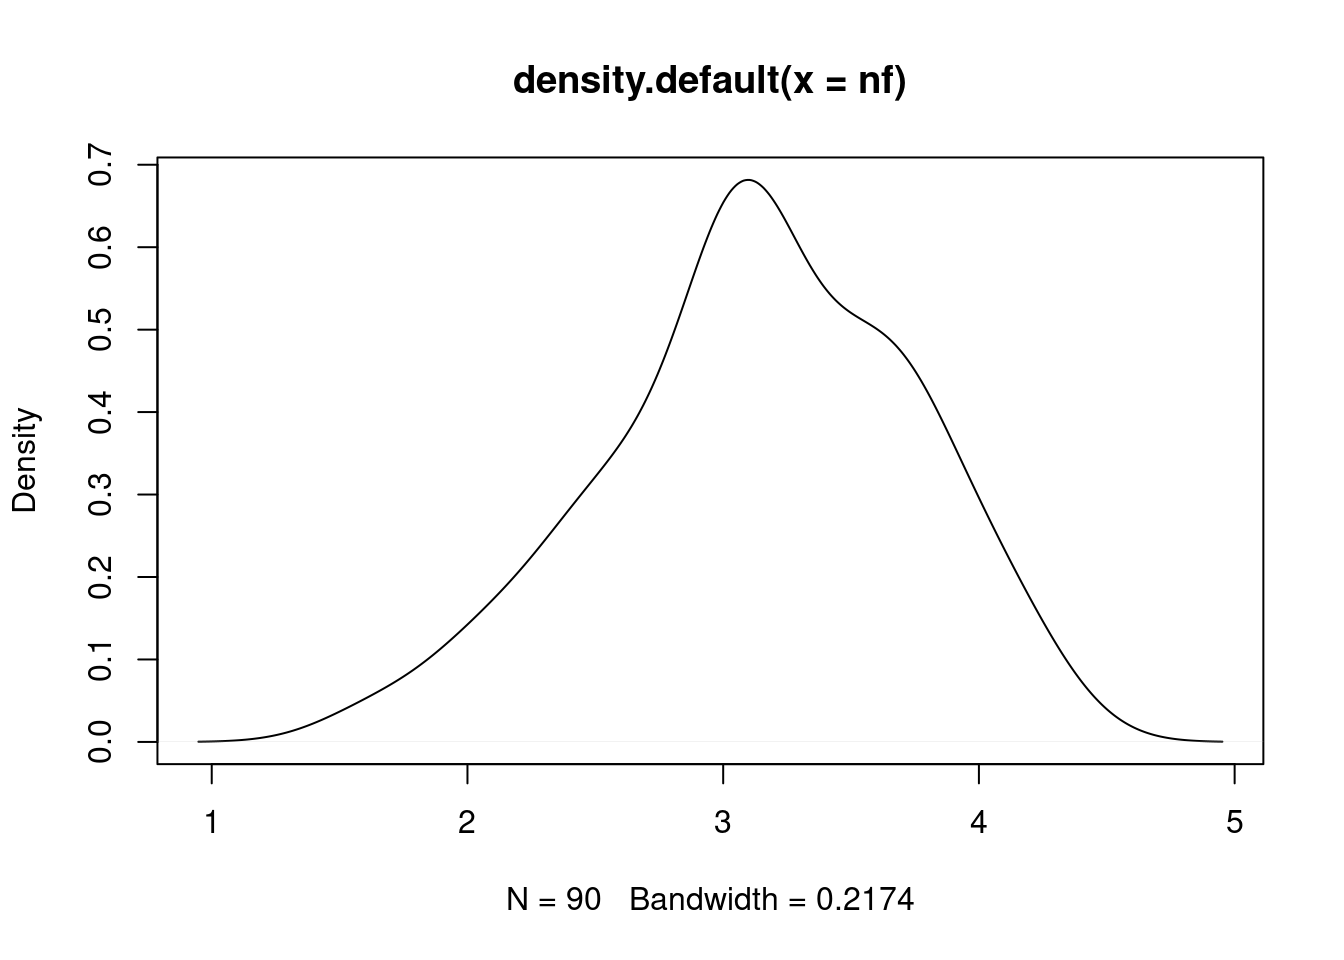 density.default(x = nf)
0.7
0.6
0.5
0.4
0.3
0.2
0.1
0.0
Density
1 2 3 4 5
N = 90 Bandwidth = 0.2174